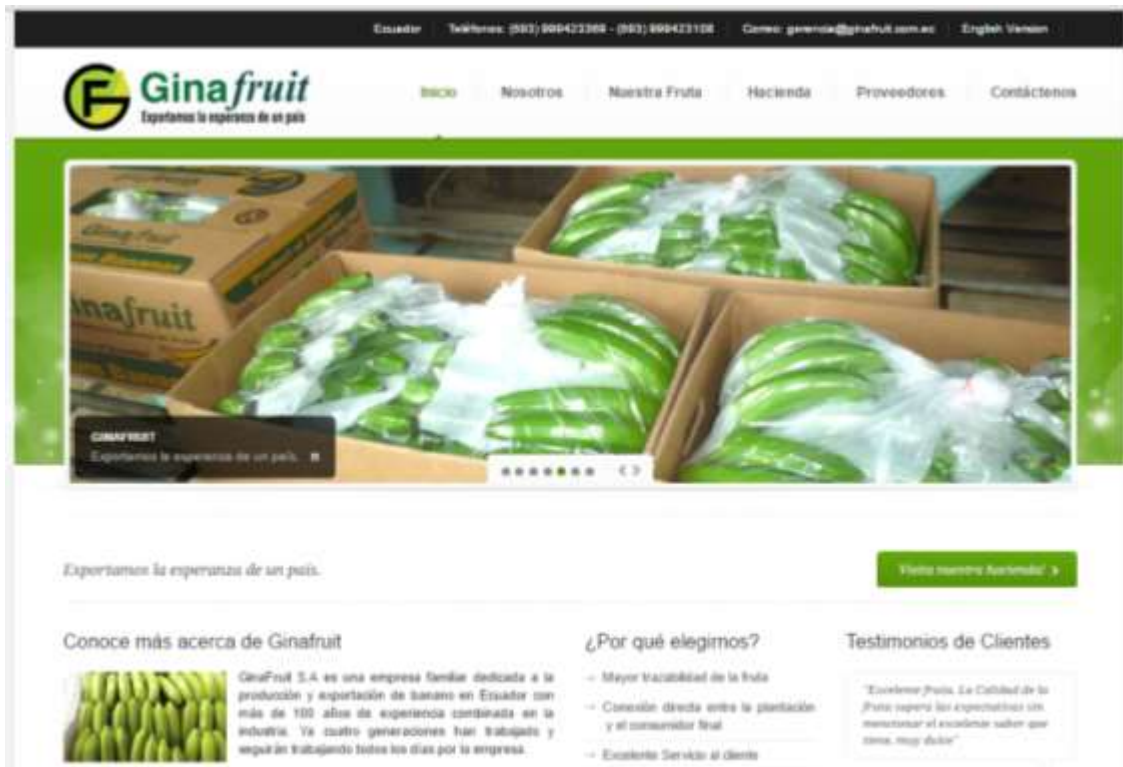 Ecuador Teléfonos: (593) 999423369 - (593) 999423108 Correo: gerencia@ginafruit.com.ec English Version
GF Ginafruit
Exportamos la esperanza de un país
Inicio Nosotros Nuestra Fruta Hacienda Proveedores Contáctenos
Ginafruit
inafruit
GINAFRUIT
Exportamos la esperanza de un país.
Exportamos la esperanza de un país.
Visita nuestra hacienda!
Conoce más acerca de Ginafruit
GinaFruit S.A es una empresa familiar dedicada a la
producción y exportación de banano en Ecuador con
más de 100 años de experiencia combinada en la
industria. Ya cuatro generaciones han trabajado y
seguirán trabajando todos los días por la empresa.
¿Por qué elegirnos?
→ Mayor trazabilidad de la fruta
→ Conexión directa entre la plantación
y el consumidor final
→ Excelente Servicio al cliente
Testimonios de Clientes
"Excelente fruta. La Calidad de la
fruta supera las expectativas sin
mencionar el excelente sabor que
tiene, muy dulce"